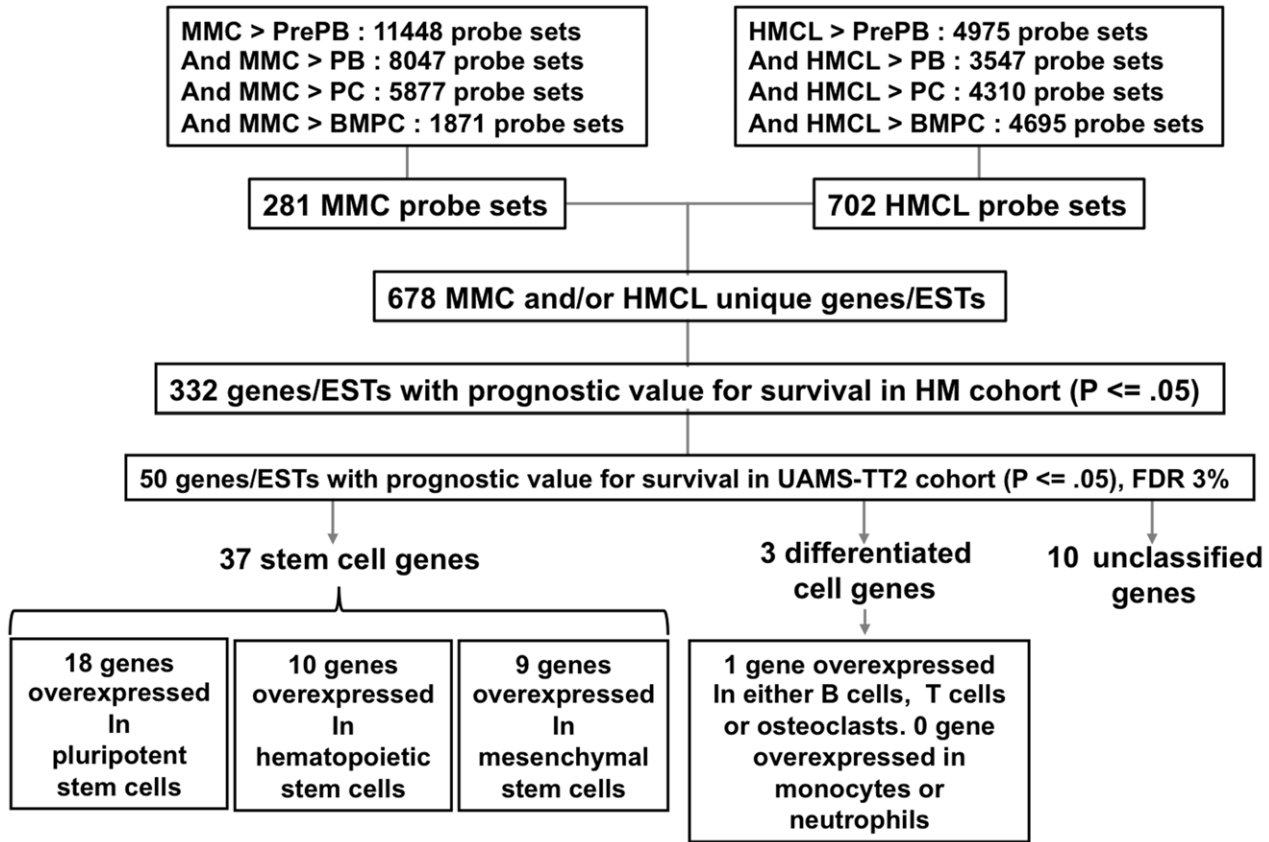 MMC > PrePB : 11448 probe sets
And MMC > PB : 8047 probe sets
And MMC > PC : 5877 probe sets
And MMC > BMPC : 1871 probe sets
HMCL > PrePB : 4975 probe sets
And HMCL > PB : 3547 probe sets
And HMCL > PC : 4310 probe sets
And HMCL > BMPC : 4695 probe sets
281 MMC probe sets
702 HMCL probe sets
678 MMC and/or HMCL unique genes/ESTs
332 genes/ESTs with prognostic value for survival in HM cohort (P <= .05)
50 genes/ESTs with prognostic value for survival in UAMS-TT2 cohort (P <= .05), FDR 3%
37 stem cell genes
3 differentiated
cell genes
10 unclassified
genes
18 genes
overexpressed
In
pluripotent
stem cells
10 genes
overexpressed
In
hematopoietic
stem cells
9 genes
overexpressed
In
mesenchymal
stem cells
1 gene overexpressed
In either B cells, T cells
or osteoclasts. 0 gene
overexpressed in
monocytes or
neutrophils